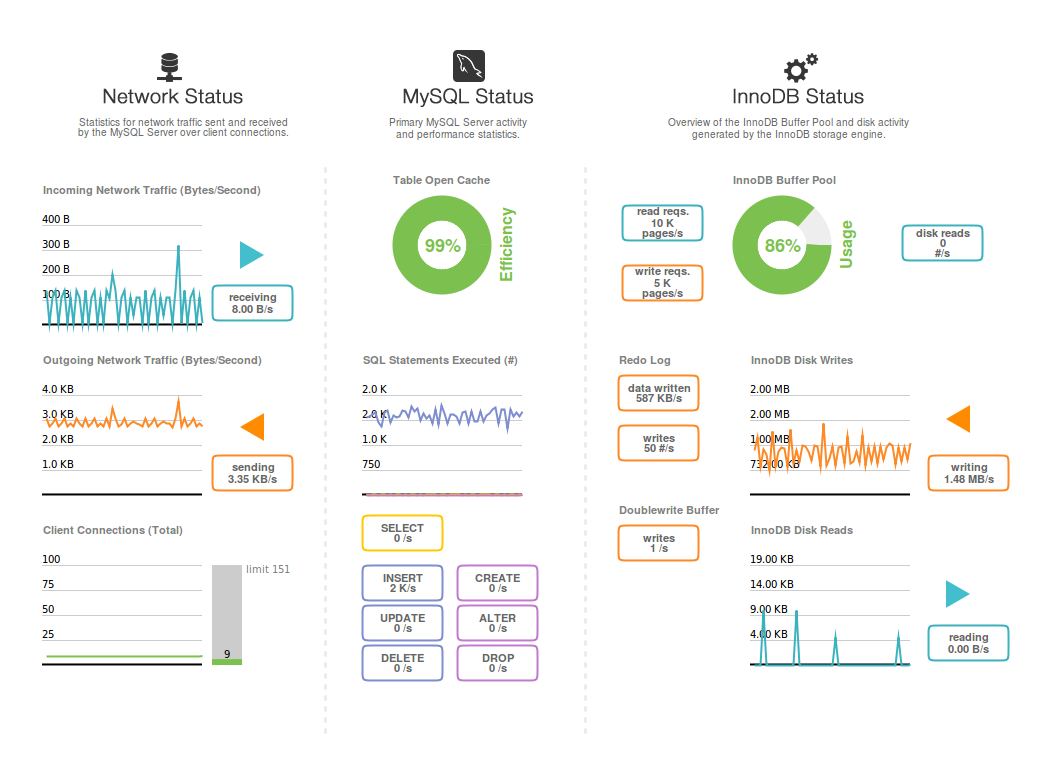 Network Status
Statistics for network traffic sent and received
by the MySQL Server over client connections.
Incoming Network Traffic (Bytes/Second)
400 B
300 B
200 B
100 B
receiving
8.00 B/s
Outgoing Network Traffic (Bytes/Second)
4.0 KB
3.0 KB
2.0 KB
1.0 KB
sending
3.35 KB/s
Client Connections (Total)
100
75
50
25
limit 151
9
MySQL Status
Primary MySQL Server activity
and performance statistics.
Table Open Cache
99%
Efficiency
SQL Statements Executed (#)
2.0 K
2.0 K
1.0 K
750
SELECT
0 /s
INSERT
2 K/s
CREATE
0 /s
UPDATE
0 /s
ALTER
0 /s
DELETE
0 /s
DROP
0 /s
InnoDB Status
Overview of the InnoDB Buffer Pool and disk activity
generated by the InnoDB storage engine.
InnoDB Buffer Pool
read reqs.
10 K
pages/s
write reqs.
5 K
pages/s
86%
Usage
disk reads
0
#/s
Redo Log
data written
587 KB/s
writes
50 #/s
Doublewrite Buffer
writes
1 /s
InnoDB Disk Writes
2.00 MB
2.00 MB
1.00 MB
732.00 KB
writing
1.48 MB/s
InnoDB Disk Reads
19.00 KB
14.00 KB
9.00 KB
4.00 KB
reading
0.00 B/s